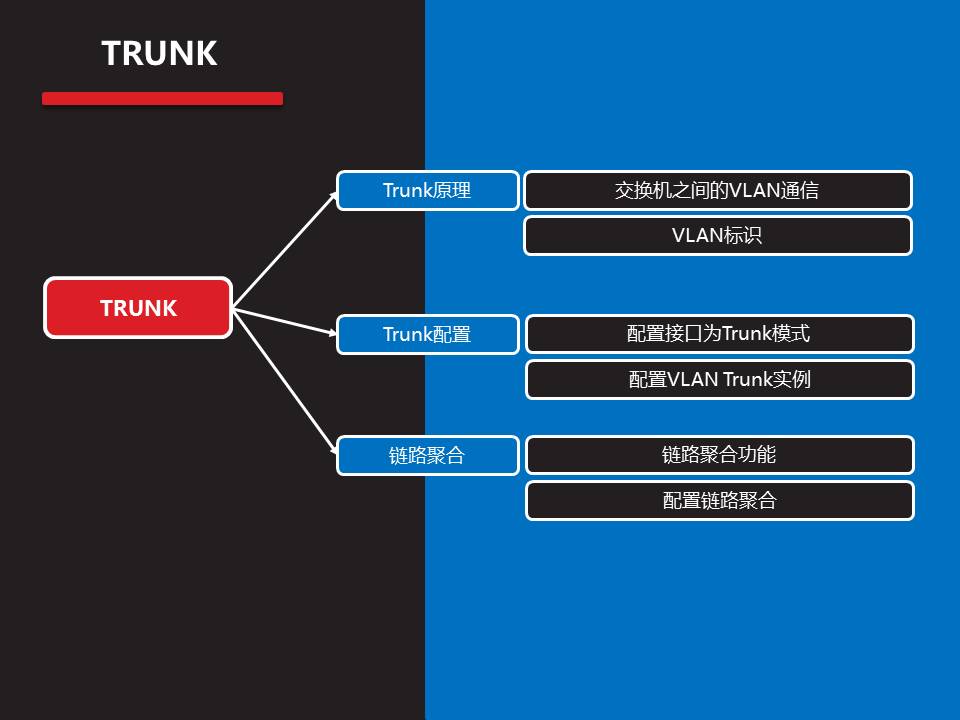 TRUNK
Trunk原理
交换机之间的VLAN通信
VLAN标识
TRUNK
Trunk配置
配置接口为Trunk模式
配置VLAN Trunk实例
链路聚合
链路聚合功能
配置链路聚合